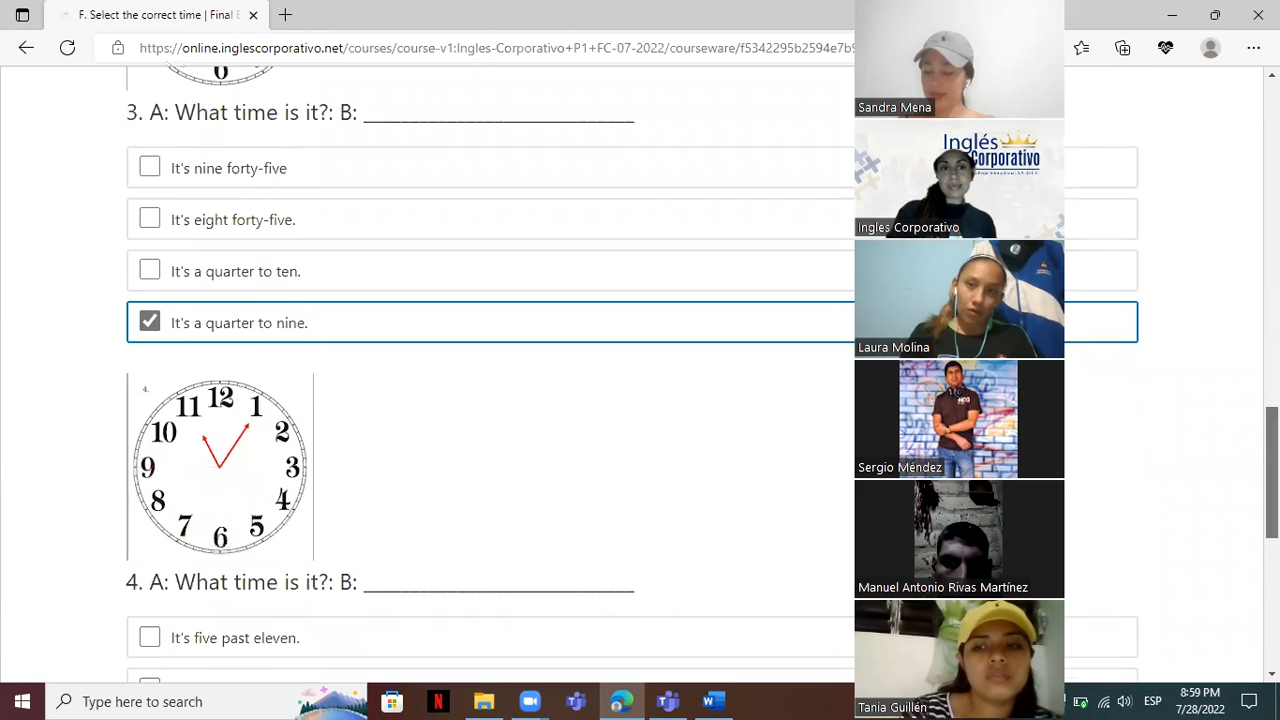 F. Select the correct time | Final E
https://online.inglescorporativo.net/courses/course-v1:Ingles-Corporativo+P1+FC-07-2022/courseware/f5342295b2594e7b9
6
3. A: What time is it?: B: ___________________________
It's nine forty-five
It's eight forty-five.
It's a quarter to ten.
It's a quarter to nine.
4.
12
1
2
3
4
5
6
7
8
9
10
11
4. A: What time is it?: B: ___________________________
It's five past eleven.
Sandra Mena
Inglés
Corporativo
Ingles Corporativo
Laura Molina
Sergio Méndez
Manuel Antonio Rivas Martínez
Tania Guillén
Type here to search
ESP
8:59 PM
7/28/2022